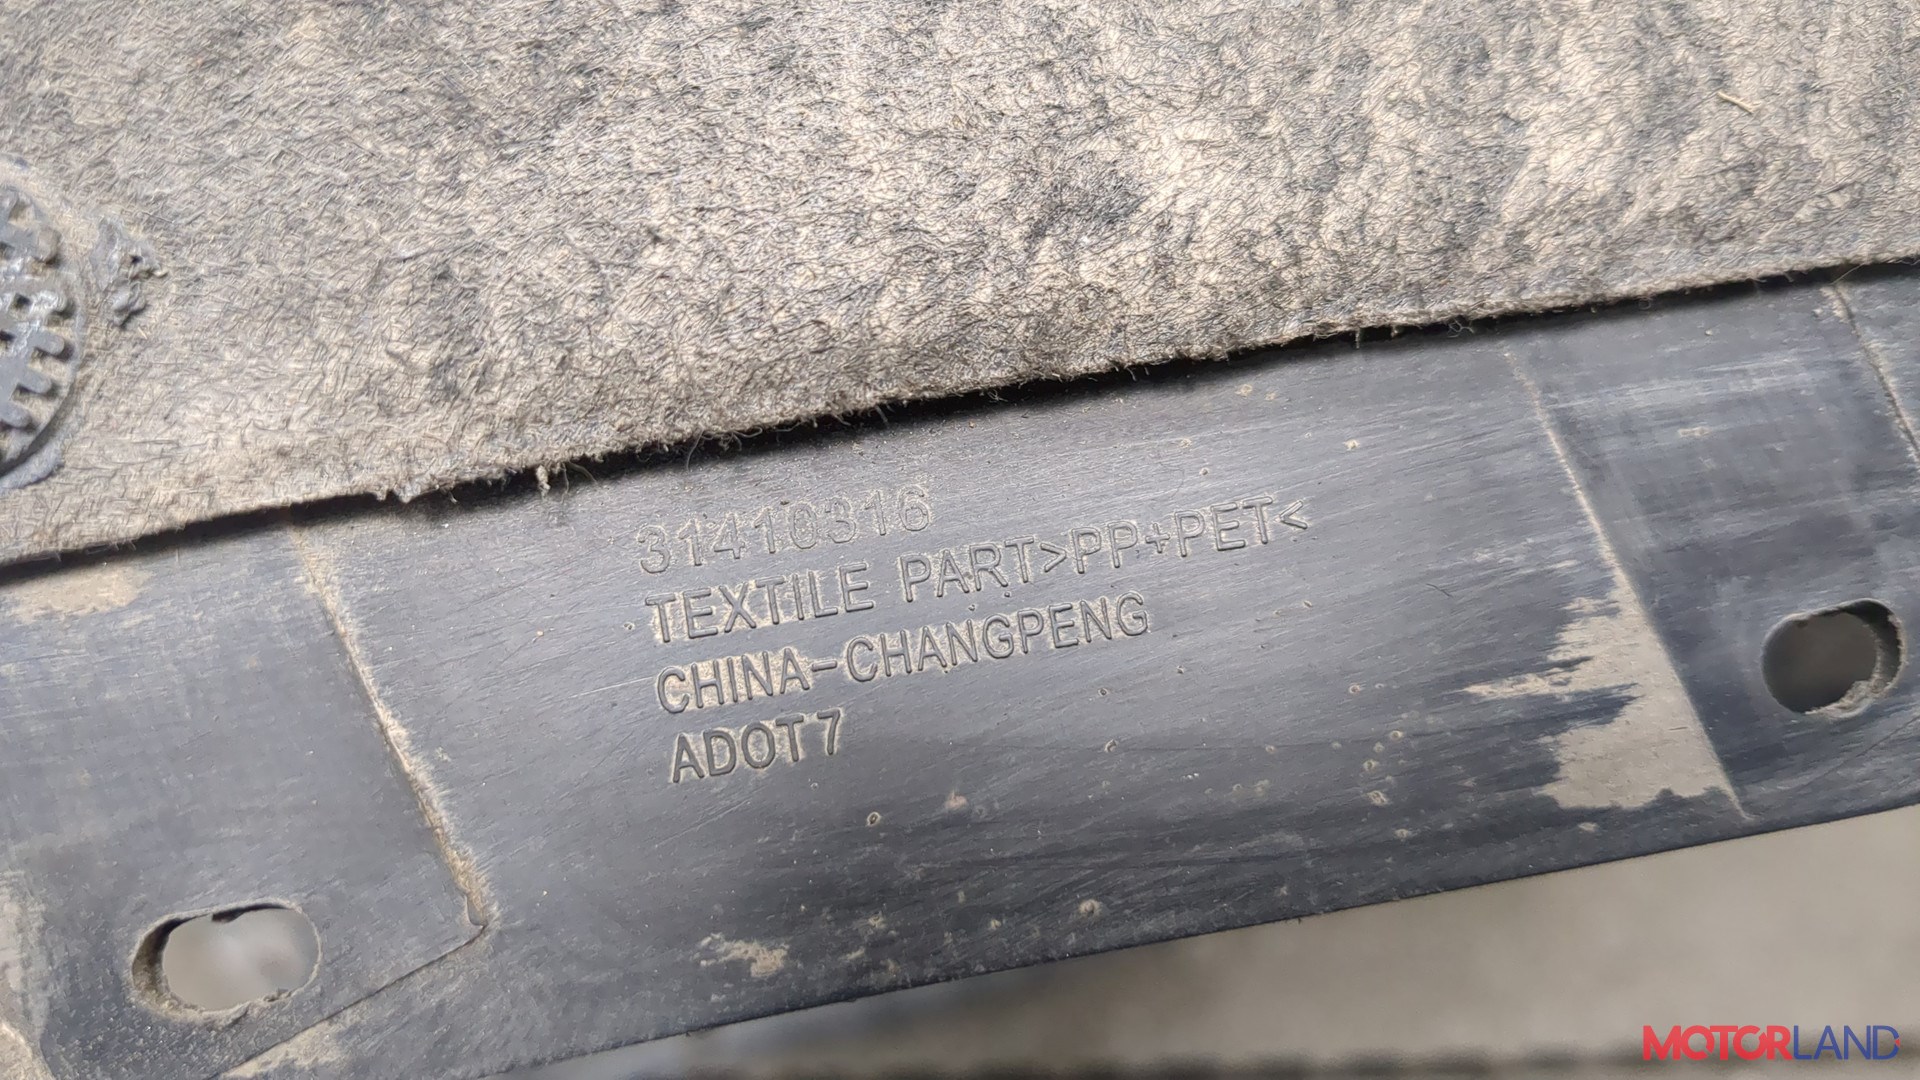 31410316
TEXTILE PART>PP+PET<
CHINA-CHANGPENG
ADOT7
MOTORLAND